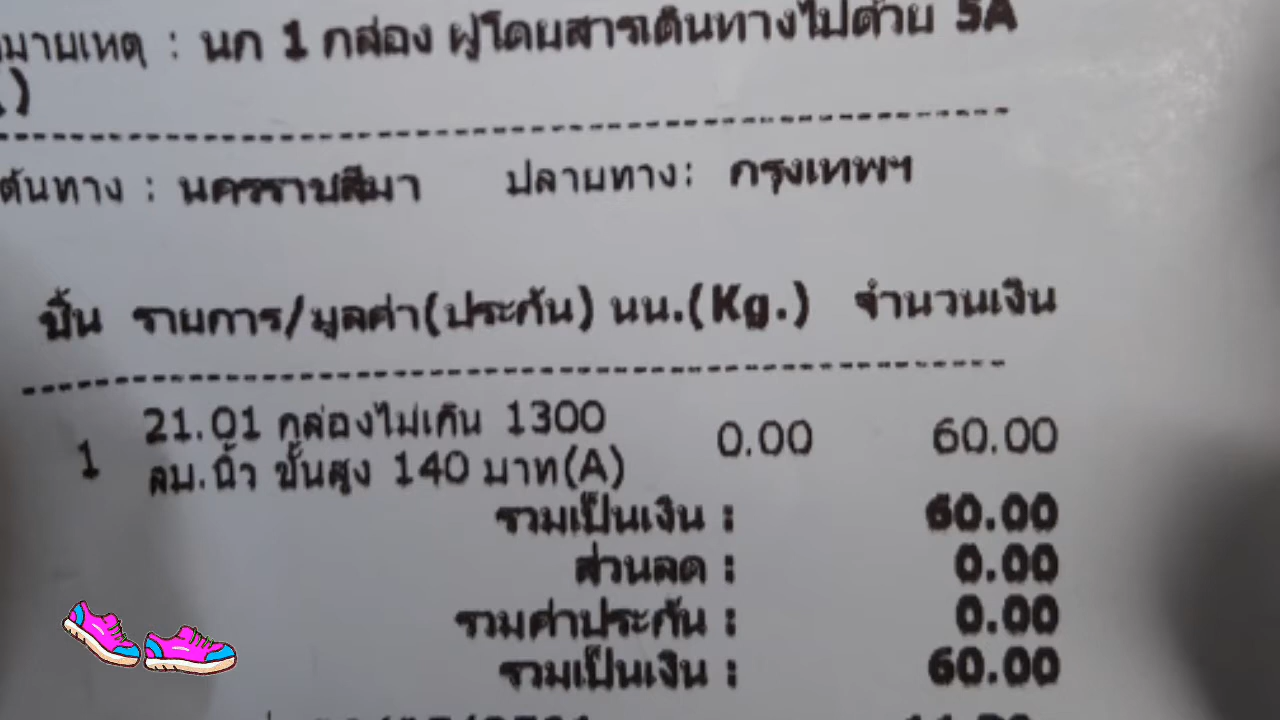 หมายเหตุ : นก 1 กล่อง ผู้โดยสารเดินทางไปด้วย 5A
)
ต้นทาง : นครราชสีมา ปลายทาง: กรุงเทพฯ
ชิ้น รายการ/มูลค่า(ประกัน) นน.(Kg.) จำนวนเงิน
1 21.01 กล่องไม่เกิน 1300 0.00 60.00
ลบ.นิ้ว ขั้นสูง 140 บาท(A)
รวมเป็นเงิน : 60.00
ส่วนลด : 0.00
รวมค่าประกัน : 0.00
รวมเป็นเงิน : 60.00